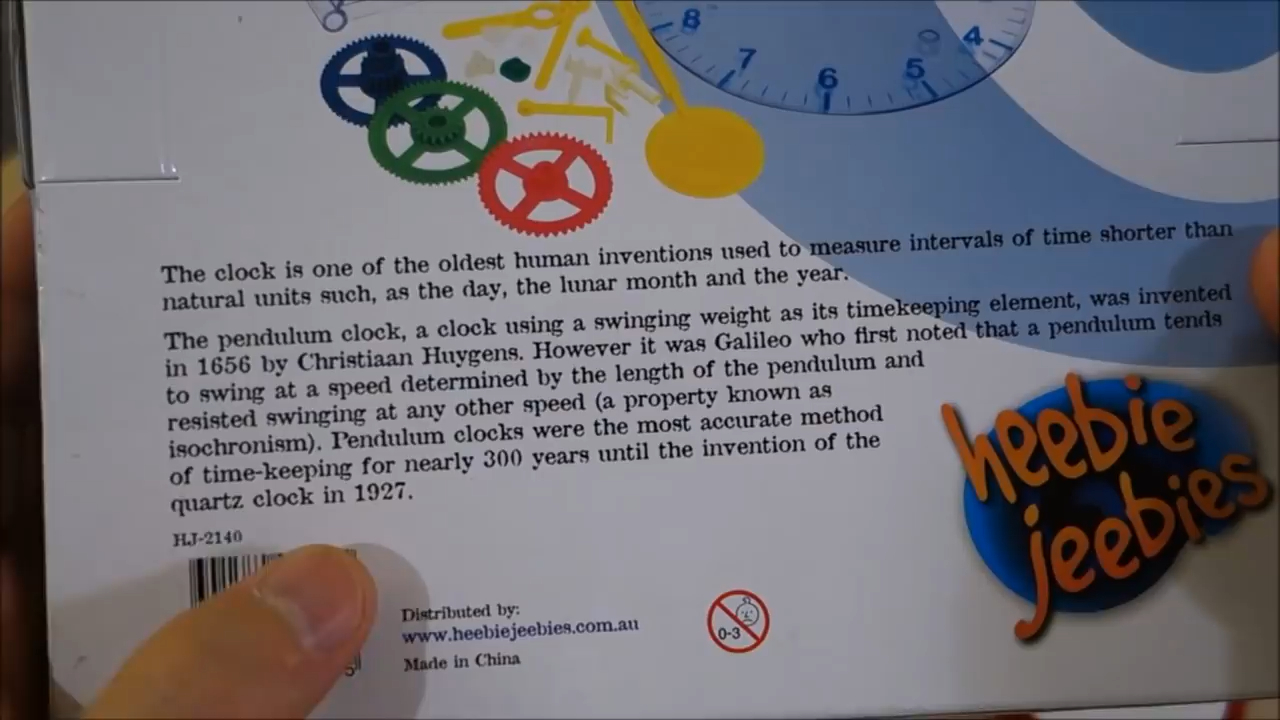 8
7
6
5
4
The clock is one of the oldest human inventions used to measure intervals of time shorter than
natural units such, as the day, the lunar month and the year.
The pendulum clock, a clock using a swinging weight as its timekeeping element, was invented
in 1656 by Christiaan Huygens. However it was Galileo who first noted that a pendulum tends
to swing at a speed determined by the length of the pendulum and
resisted swinging at any other speed (a property known as
isochronism). Pendulum clocks were the most accurate method
of time-keeping for nearly 300 years until the invention of the
quartz clock in 1927.
heebie
jeebies
HJ-2140
5
Distributed by:
www.heebiejeebies.com.au
Made in China
0-3